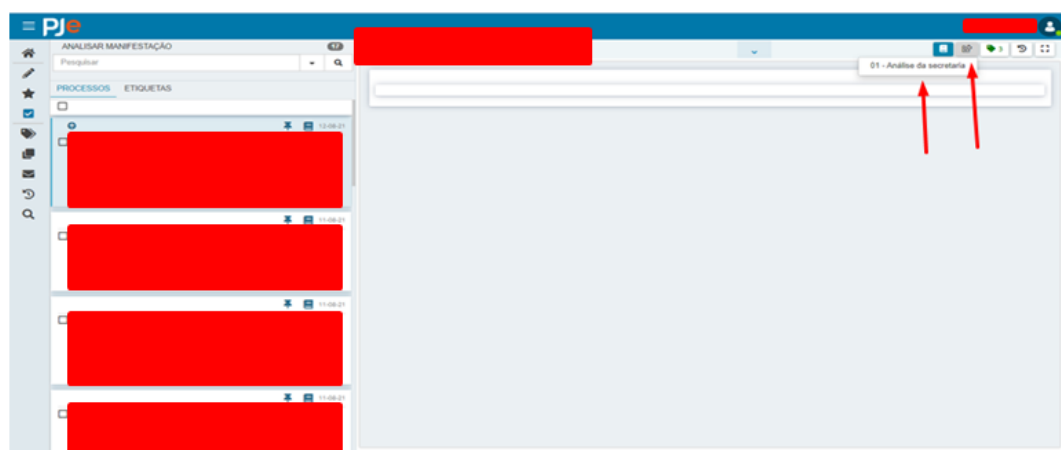 PJe
ANALISAR MANIFESTAÇÃO 17
Pesquisar
PROCESSOS ETIQUETAS
01 - Análise da secretaria
12-08-21
11-08-21
11-08-21
11-08-21